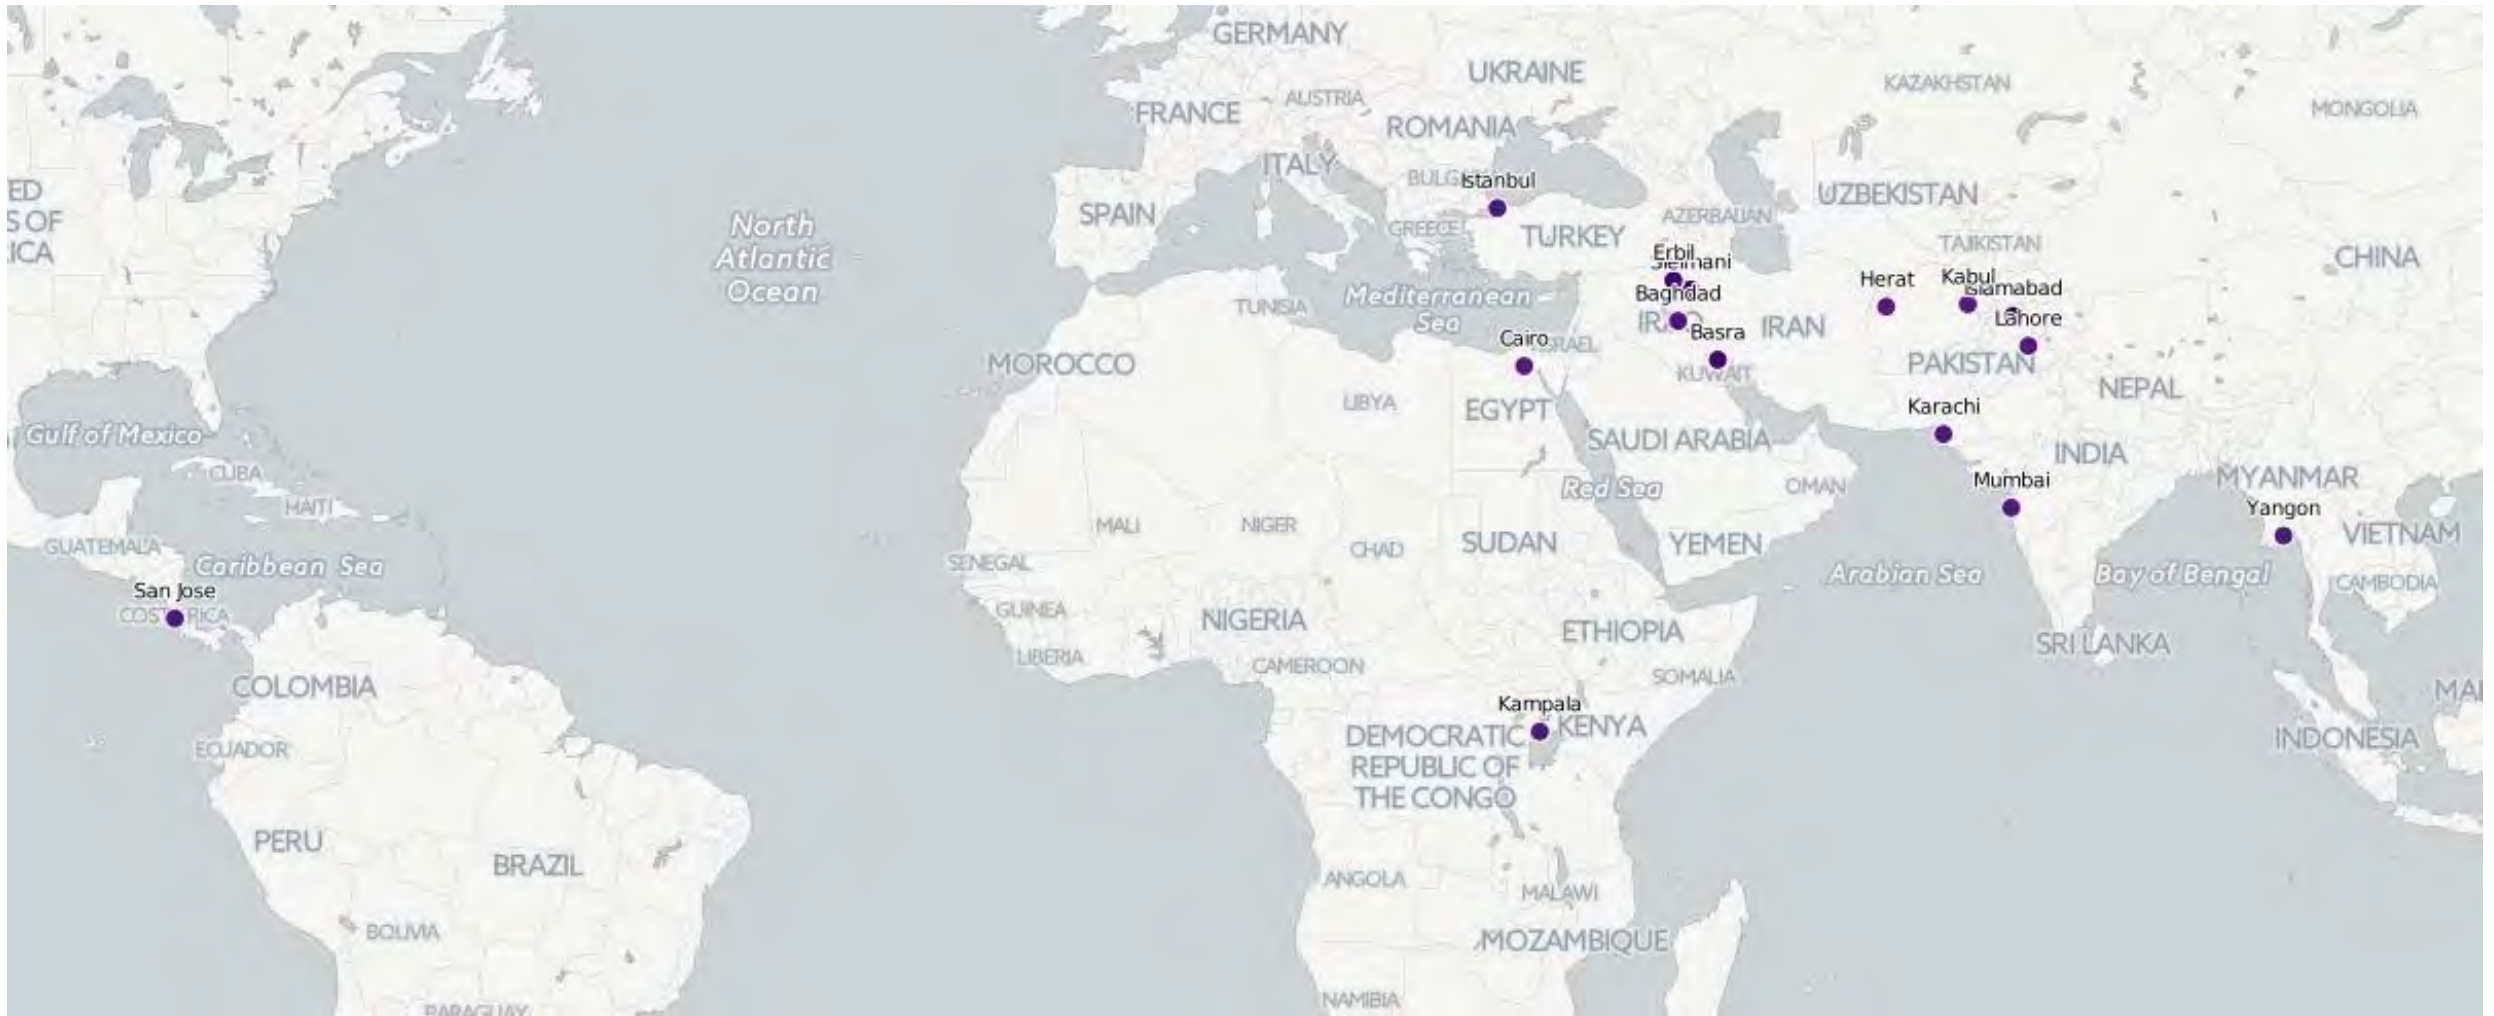 GERMANY
UKRAINE
KAZAKHSTAN
MONGOLIA
FRANCE
AUSTRIA
ROMANIA
ITALY
ED
S OF
ICA
North
Atlantic
Ocean
SPAIN
Istanbul
GREECE
TURKEY
AZERBAIJAN
UZBEKISTAN
TAJIKISTAN
CHINA
Erbil
Baghdad
Basra
IRAN
Herat
Kabul
Islamabad
Lahore
PAKISTAN
NEPAL
TUNISIA
Mediterranean
Sea
Cairo
MOROCCO
LIBYA
EGYPT
KUWAIT
SAUDI ARABIA
Karachi
INDIA
Gulf of Mexico
CUBA
HAITI
Red Sea
OMAN
Mumbai
MYANMAR
Yangon
VIETNAM
GUATEMALA
Caribbean Sea
MALI
NIGER
CHAD
SUDAN
YEMEN
Arabian Sea
Bay of Bengal
CAMBODIA
San Jose
COSTA RICA
SENEGAL
GUINEA
NIGERIA
ETHIOPIA
SRI LANKA
LIBERIA
CAMEROON
SOMALIA
COLOMBIA
MAL
Kampala
KENYA
DEMOCRATIC
REPUBLIC OF
THE CONGO
INDONESIA
ECUADOR
PERU
BRAZIL
ANGOLA
MALAWI
BOLIVIA
MOZAMBIQUE
NAMIBIA
PARAGUAY